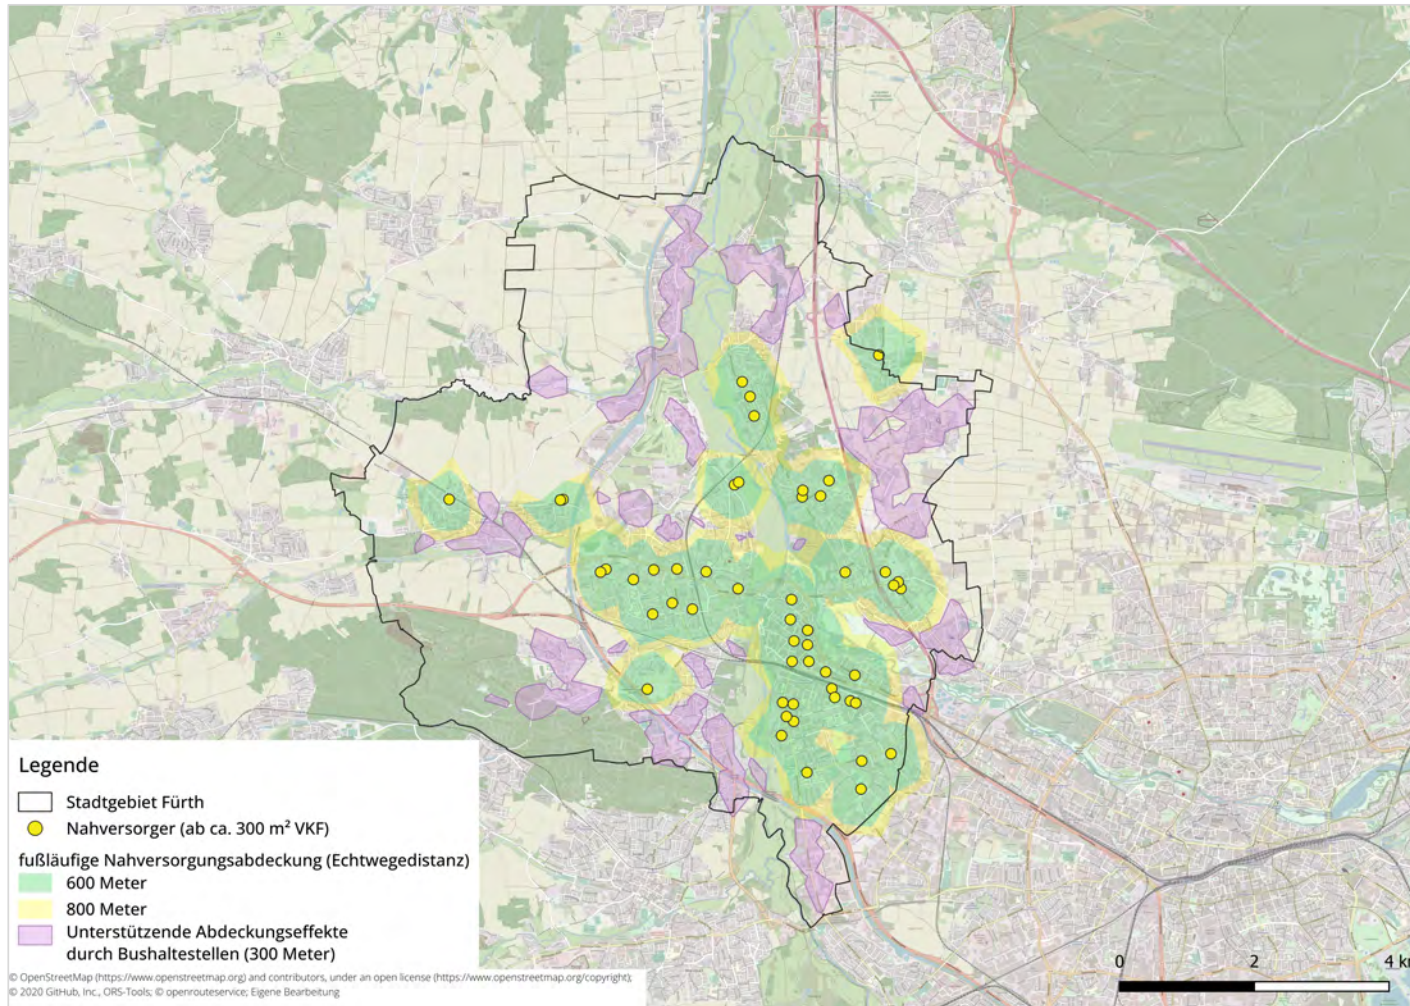 Legende
Stadtgebiet Fürth
Nahversorger (ab ca. 300 m² VKF)
fußläufige Nahversorgungsabdeckung (Echtwegedistanz)
600 Meter
800 Meter
Unterstützende Abdeckungseffekte
durch Bushaltestellen (300 Meter)
© OpenStreetMap (https://www.openstreetmap.org) and contributors, under an open license (https://www.openstreetmap.org/copyright);
© 2020 GitHub, Inc., ORS-Tools; © openrouteservice; Eigene Bearbeitung
0 2 4 km